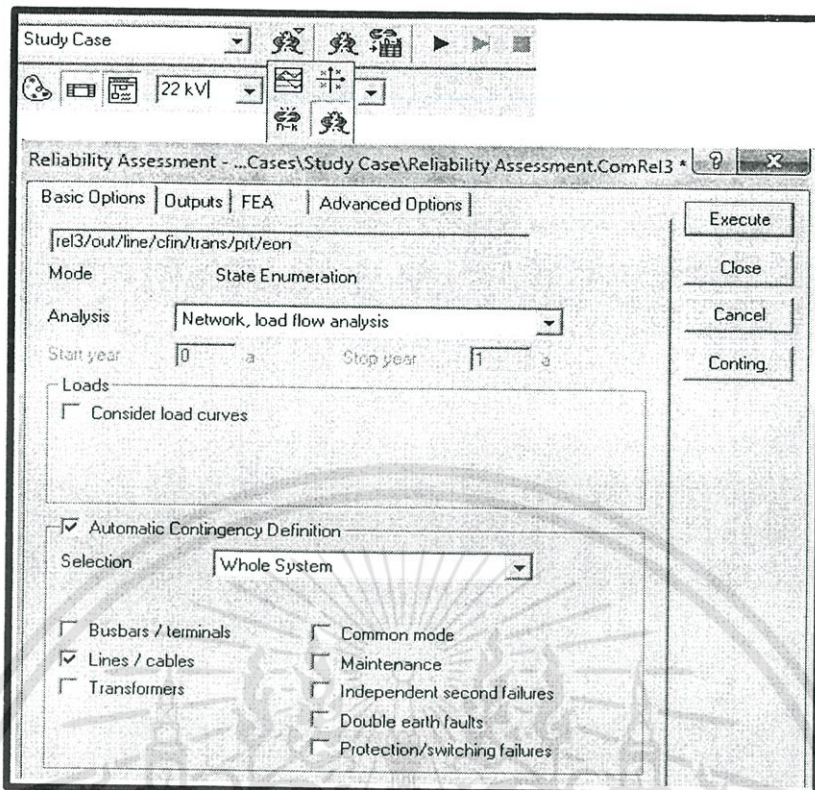 Study Case
22 kV
n-k
Reliability Assessment - ...Cases\Study Case\Reliability Assessment.ComRel3 *
Basic Options Outputs FEA Advanced Options
rel3/out/line/cfin/trans/prt/eon
Execute
Mode State Enumeration
Close
Analysis Network, load flow analysis
Cancel
Start year 0 a Stop year 1 a
Conting.
Loads
Consider load curves
Automatic Contingency Definition
Selection Whole System
Busbars / terminals Common mode
Lines / cables Maintenance
Transformers Independent second failures
Double earth faults
Protection/switching failures